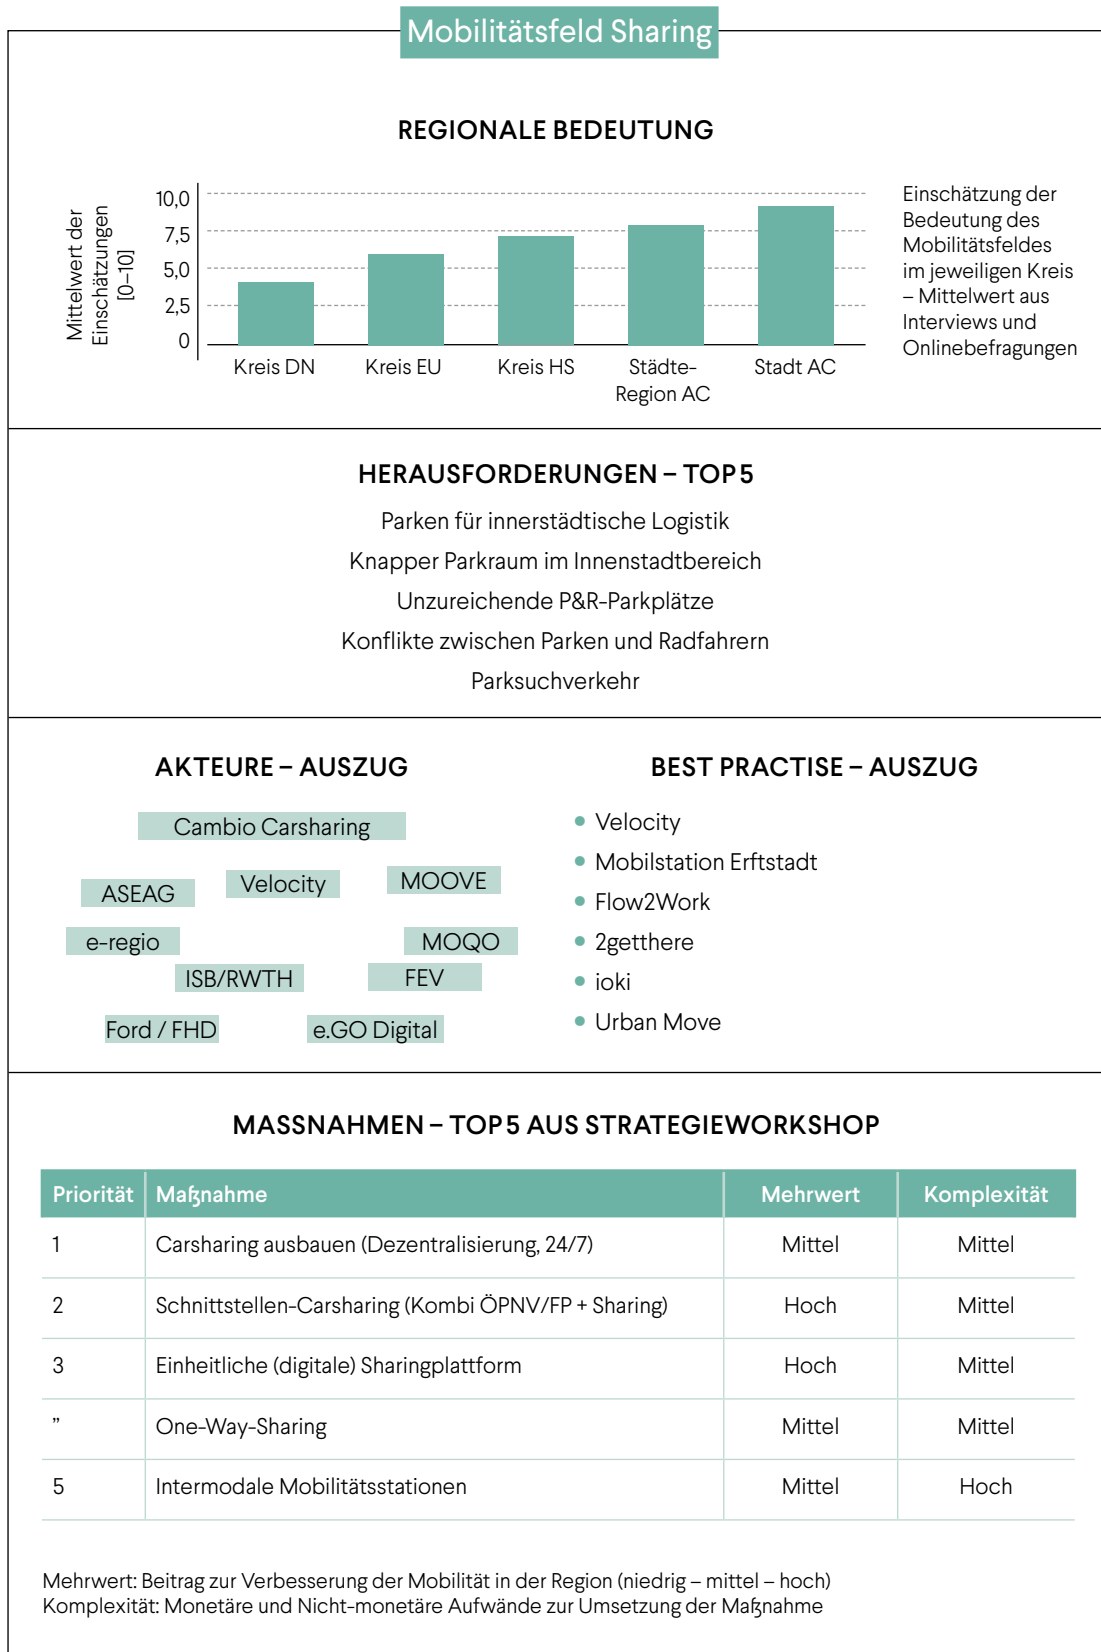 Mobilitätsfeld Sharing
REGIONALE BEDEUTUNG
Mittelwert der
Einschätzungen
[0–10]
10,0
7,5
5,0
2,5
0
Kreis DN
Kreis EU
Kreis HS
Städte-
Region AC
Stadt AC
Einschätzung der
Bedeutung des
Mobilitätsfeldes
im jeweiligen Kreis
– Mittelwert aus
Interviews und
Onlinebefragungen
HERAUSFORDERUNGEN – TOP 5
Parken für innerstädtische Logistik
Knapper Parkraum im Innenstadtbereich
Unzureichende P&R-Parkplätze
Konflikte zwischen Parken und Radfahrern
Parksuchverkehr
AKTEURE – AUSZUG
Cambio Carsharing
ASEAG
Velocity
MOOVE
e-regio
MOQO
ISB/RWTH
FEV
Ford / FHD
e.GO Digital
BEST PRACTISE – AUSZUG
• Velocity
• Mobilstation Erftstadt
• Flow2Work
• 2getthere
• ioki
• Urban Move
MASSNAHMEN – TOP 5 AUS STRATEGIEWORKSHOP
Priorität Maßnahme Mehrwert Komplexität
1 Carsharing ausbauen (Dezentralisierung, 24/7) Mittel Mittel
2 Schnittstellen-Carsharing (Kombi ÖPNV/FP + Sharing) Hoch Mittel
3 Einheitliche (digitale) Sharingplattform Hoch Mittel
” One-Way-Sharing Mittel Mittel
5 Intermodale Mobilitätsstationen Mittel Hoch
Mehrwert: Beitrag zur Verbesserung der Mobilität in der Region (niedrig – mittel – hoch)
Komplexität: Monetäre und Nicht-monetäre Aufwände zur Umsetzung der Maßnahme